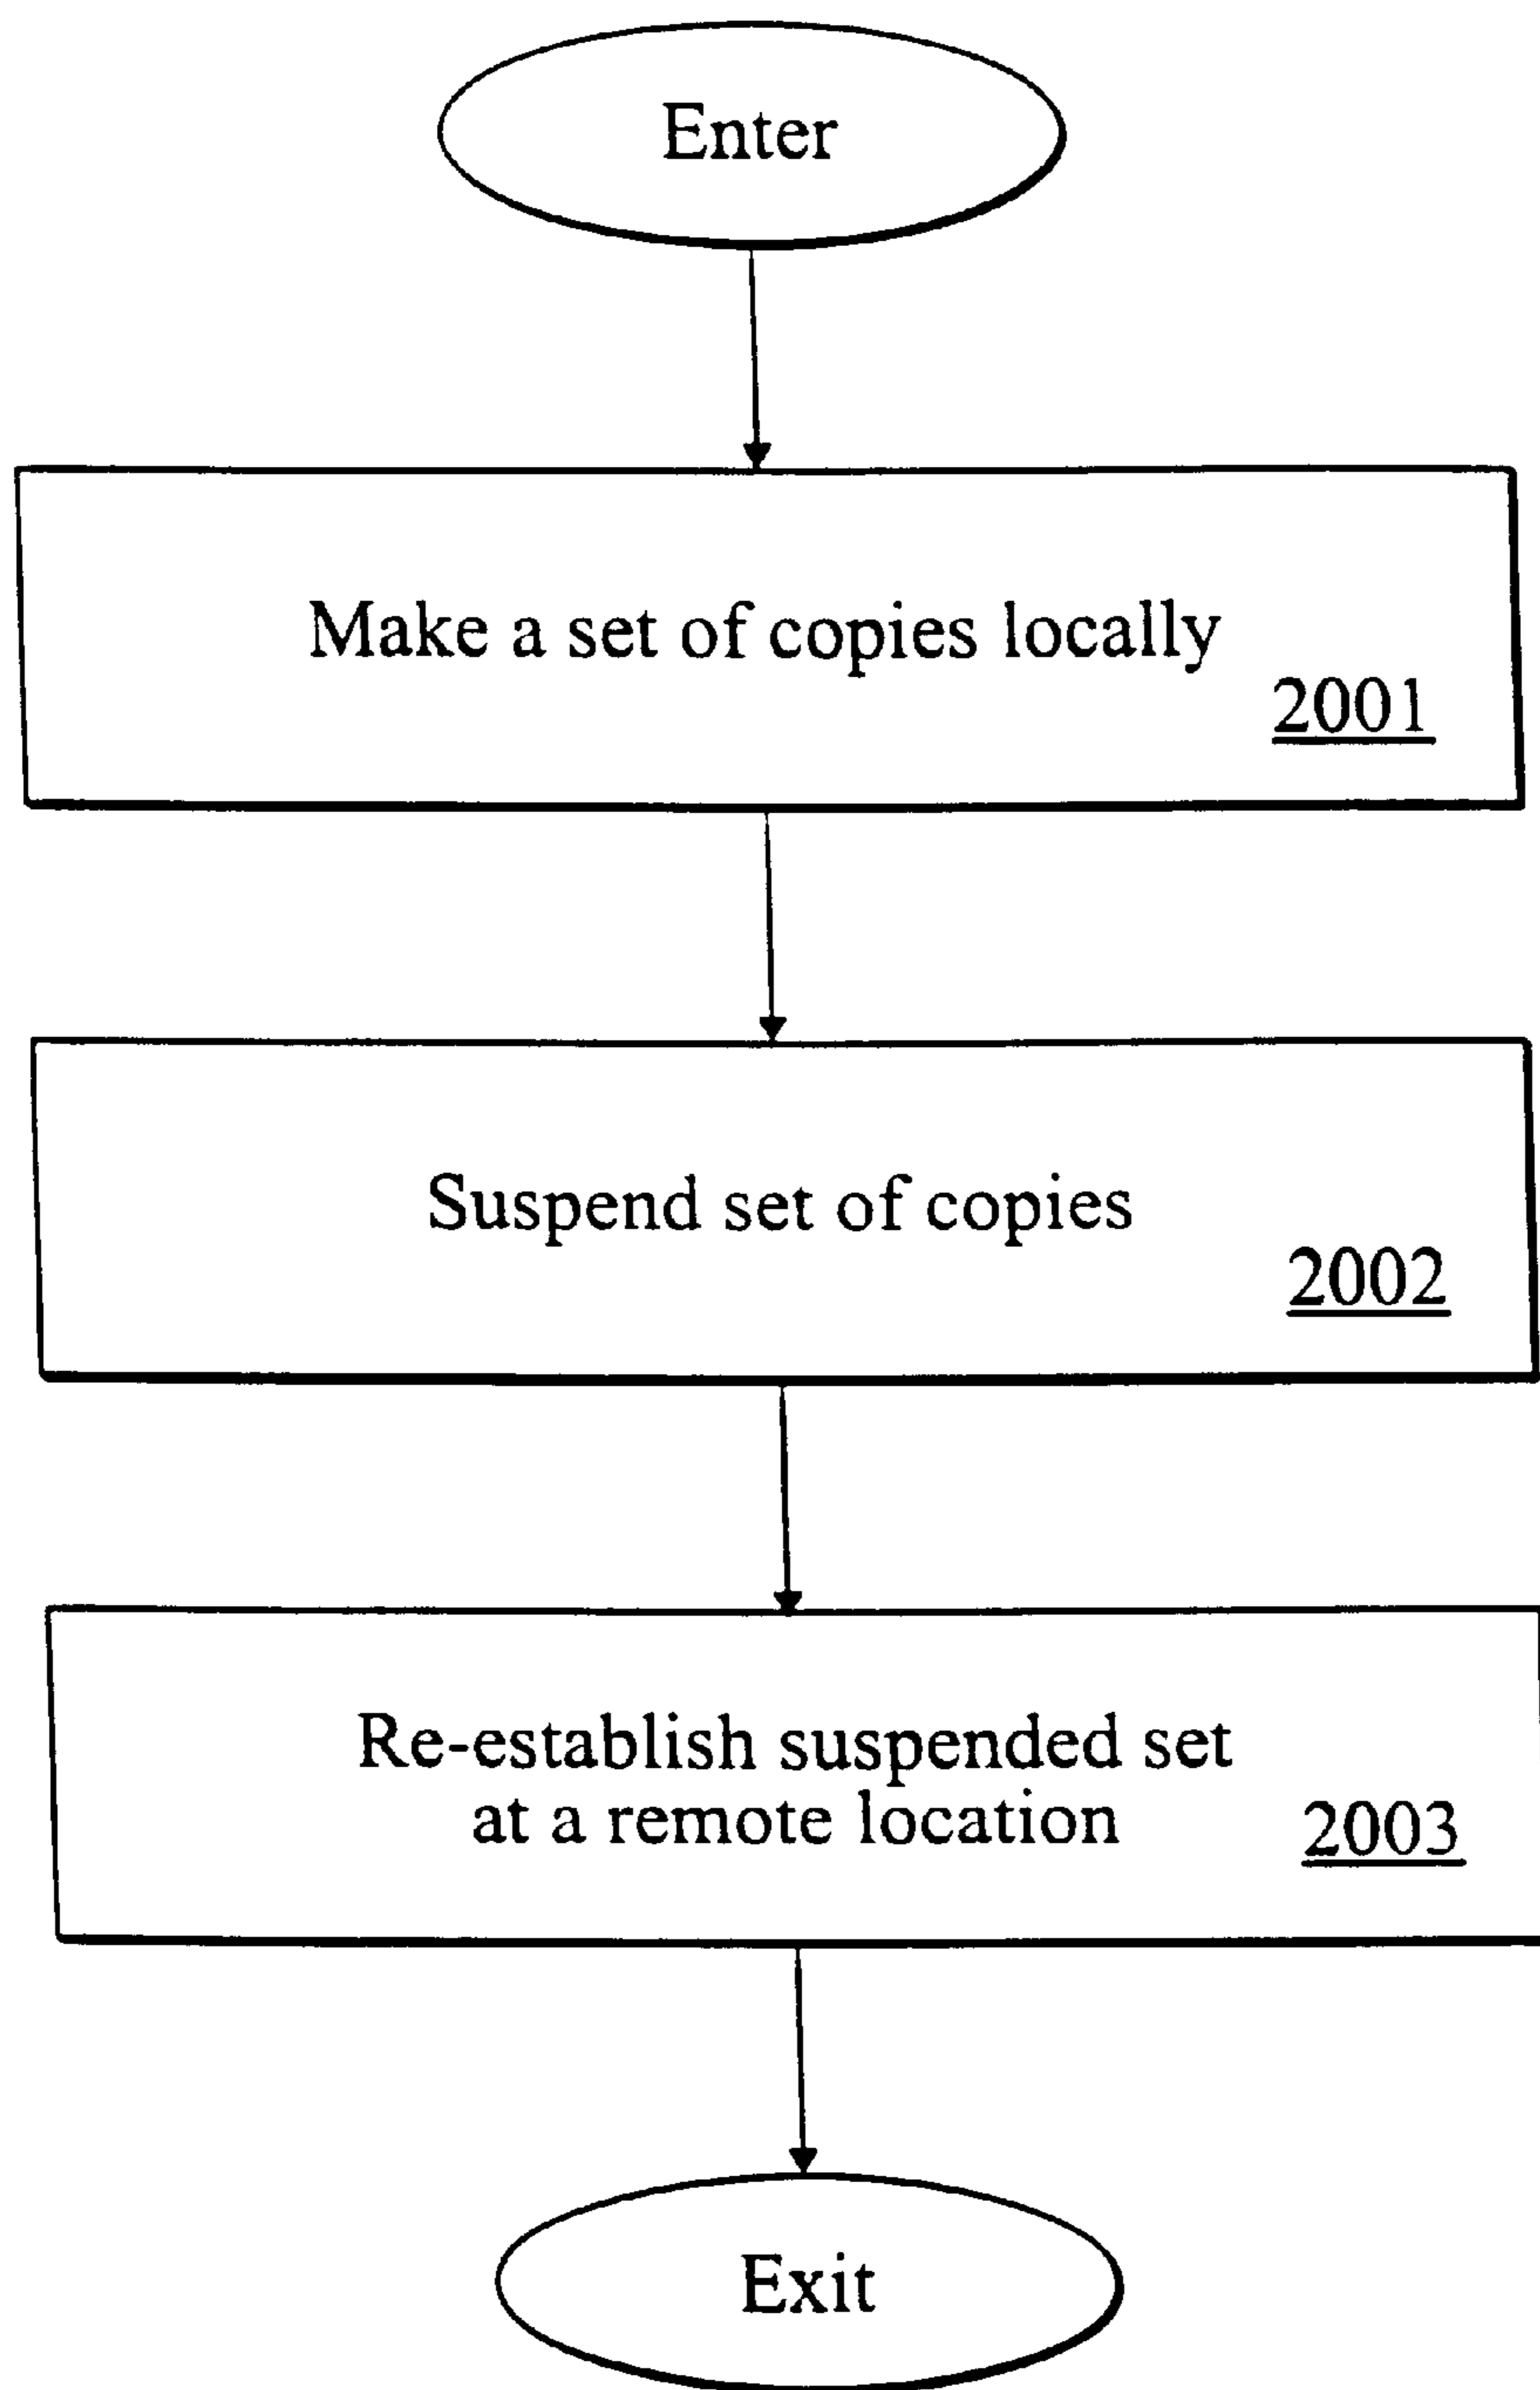 Enter
Make a set of copies locally
2001
Suspend set of copies
2002
Re-establish suspended set
at a remote location
2003
Exit